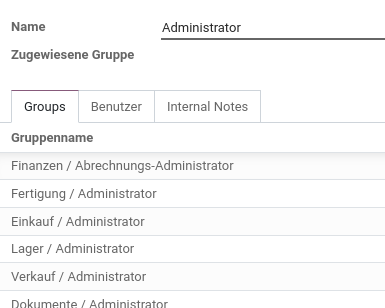 Name Administrator
Zugewiesene Gruppe
Groups Benutzer Internal Notes
Gruppenname
Finanzen / Abrechnungs-Administrator
Fertigung / Administrator
Einkauf / Administrator
Lager / Administrator
Verkauf / Administrator
Dokumente / Administrator